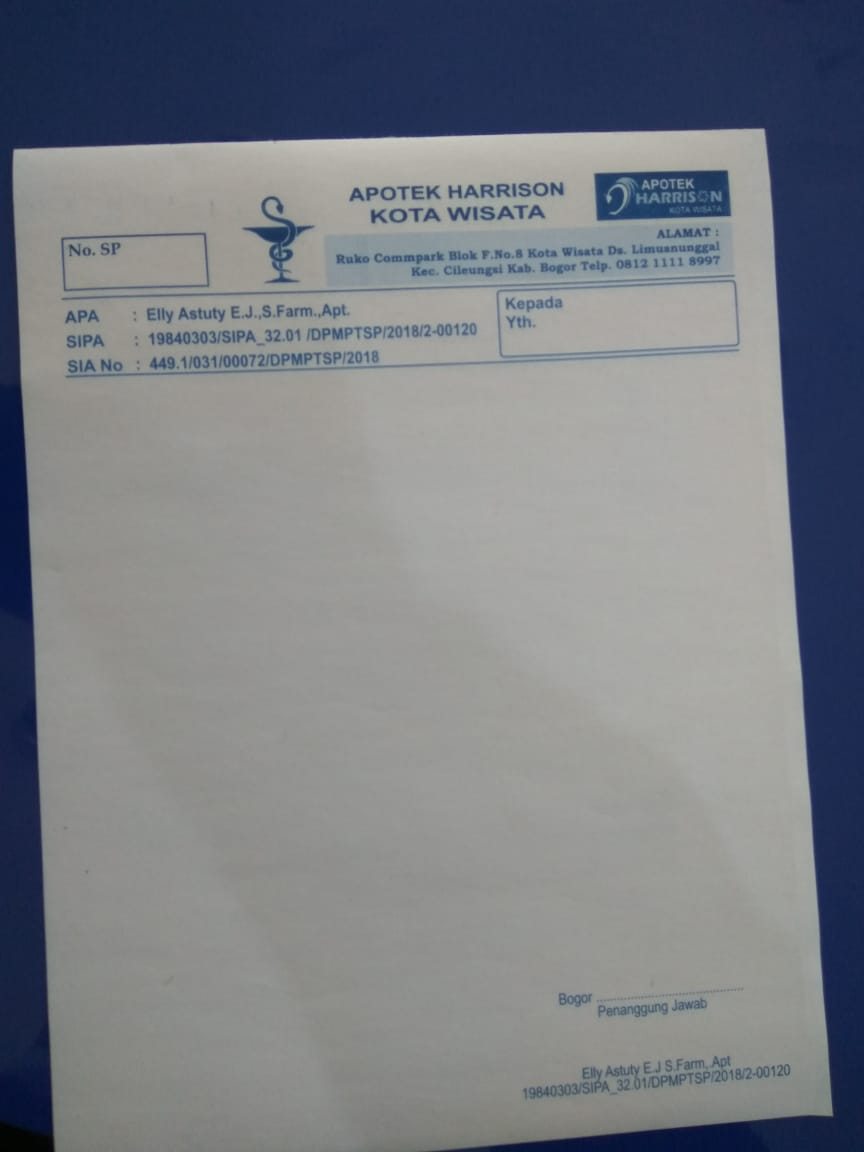 No. SP
APOTEK HARRISON
KOTA WISATA
APOTEK
HARRISON
KOTA WISATA
ALAMAT :
Ruko Commpark Blok F.No.8 Kota Wisata Ds. Limuanunggal
Kec. Cileungsi Kab. Bogor Telp. 0812 1111 8997
APA : Elly Astuty E.J.,S.Farm.,Apt.
SIPA : 19840303/SIPA_32.01 /DPMPTSP/2018/2-00120
SIA No : 449.1/031/00072/DPMPTSP/2018
Kepada
Yth.
Bogor ............................................
Penanggung Jawab
Elly Astuty E.J S.Farm,.Apt
19840303/SIPA_32.01/DPMPTSP/2018/2-00120